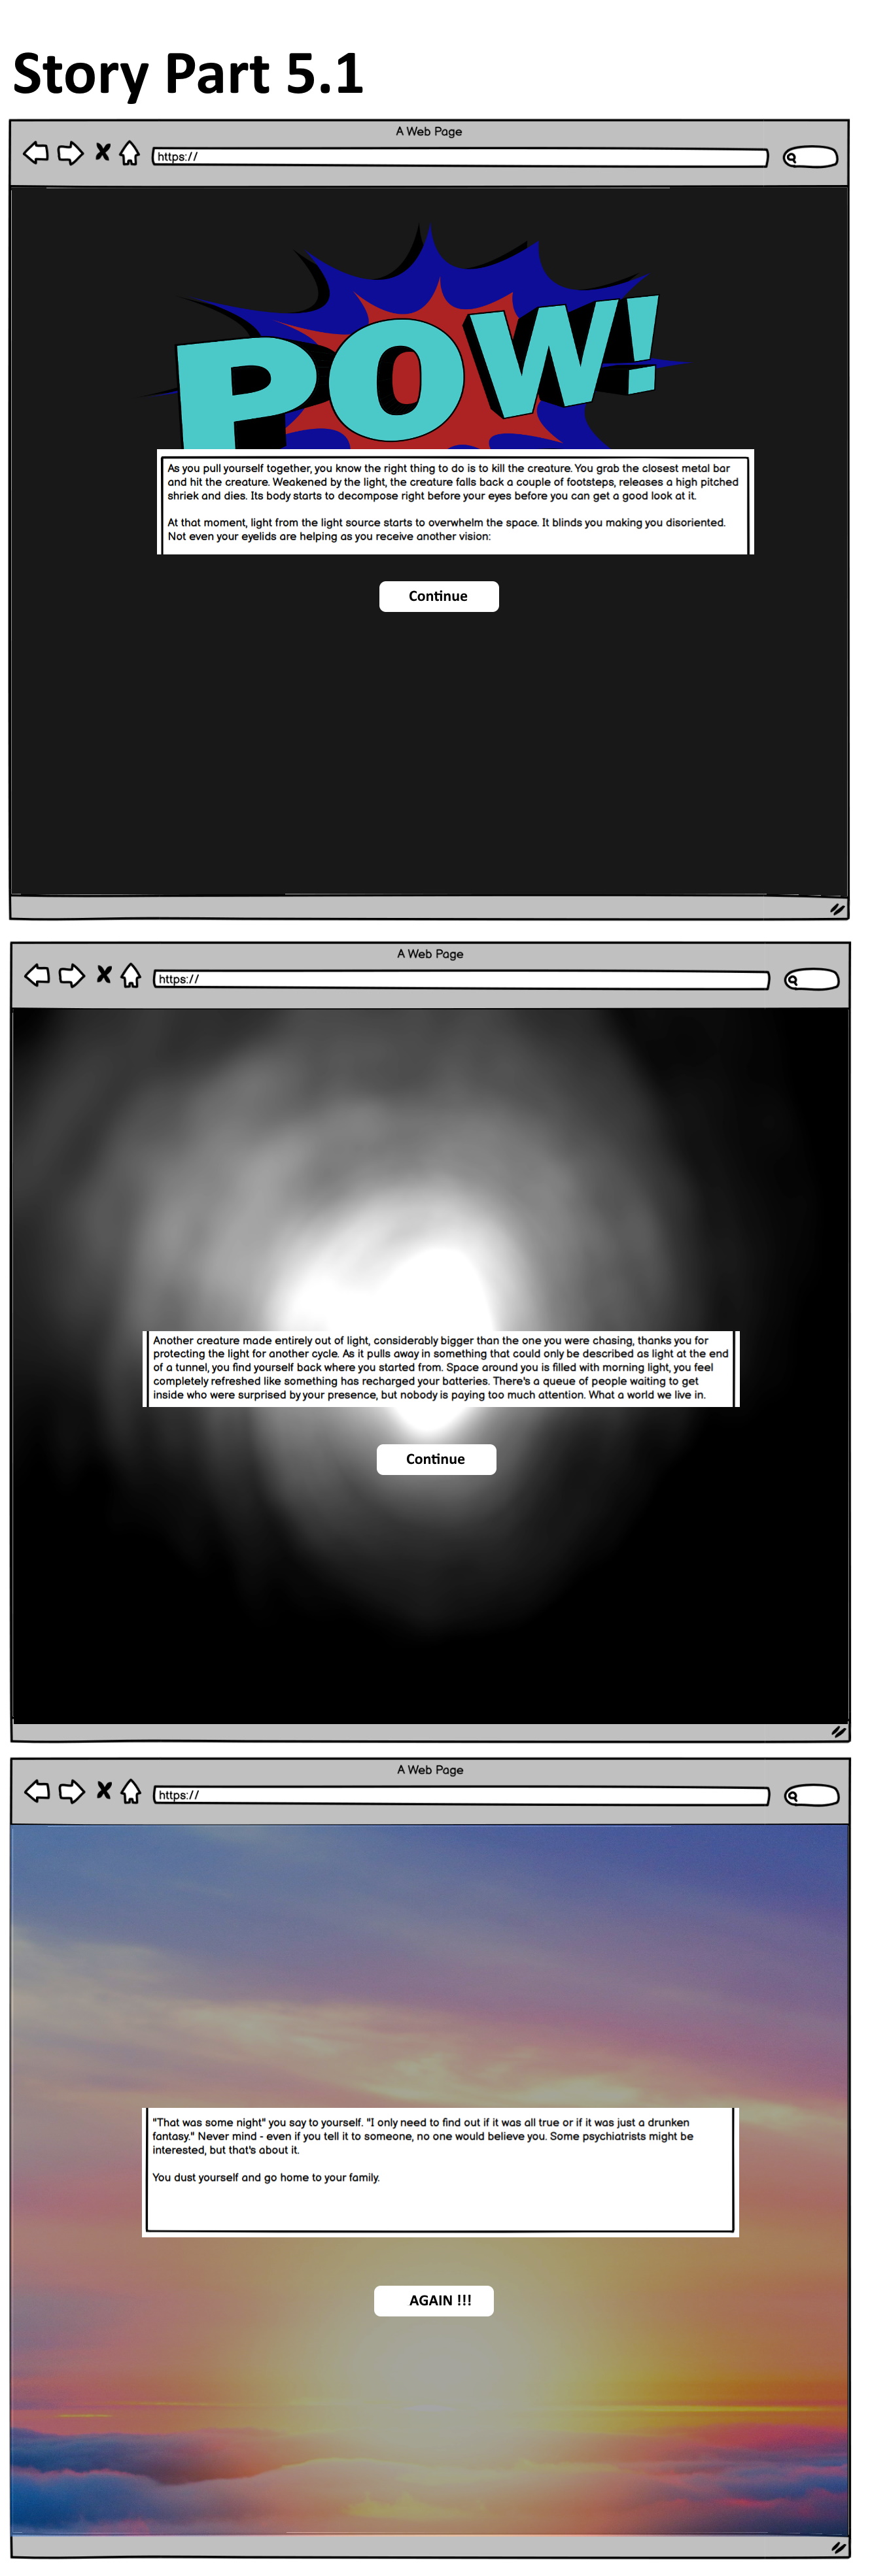 Story Part 5.1
A Web Page
https://
POW!
As you pull yourself together, you know the right thing to do is to kill the creature. You grab the closest metal bar
and hit the creature. Weakened by the light, the creature falls back a couple of footsteps, releases a high pitched
shriek and dies. Its body starts to decompose right before your eyes before you can get a good look at it.
At that moment, light from the light source starts to overwhelm the space. It blinds you making you disoriented.
Not even your eyelids are helping as you receive another vision:
Continue
A Web Page
https://
Another creature made entirely out of light, considerably bigger than the one you were chasing, thanks you for
protecting the light for another cycle. As it pulls away in something that could only be described as light at the end
of a tunnel, you find yourself back where you started from. Space around you is filled with morning light, you feel
completely refreshed like something has recharged your batteries. There's a queue of people waiting to get
inside who were surprised by your presence, but nobody is paying too much attention. What a world we live in.
Continue
A Web Page
https://
"That was some night" you say to yourself. "I only need to find out if it was all true or if it was just a drunken
fantasy." Never mind - even if you tell it to someone, no one would believe you. Some psychiatrists might be
interested, but that's about it.
You dust yourself and go home to your family.
AGAIN !!!